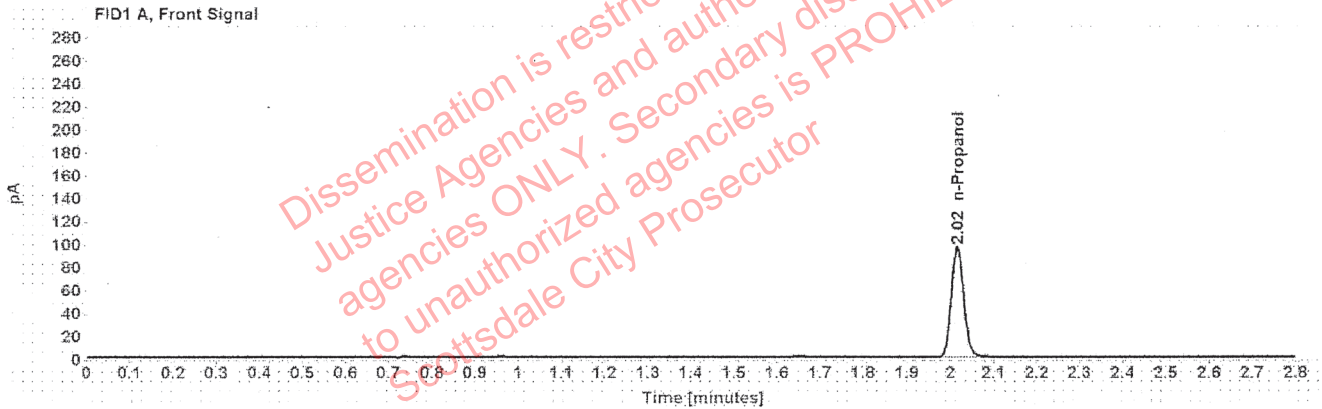 FID1 A, Front Signal
280
260
240
220
200
180
160
140
120
100
80
60
40
20
0
pA
2.02 n-Propanol
0 0.1 0.2 0.3 0.4 0.5 0.6 0.7 0.8 0.9 1 1.1 1.2 1.3 1.4 1.5 1.6 1.7 1.8 1.9 2 2.1 2.2 2.3 2.4 2.5 2.6 2.7 2.8
Time [minutes]
Dissemination is
Justice Agencies and
agencies ONLY. Secondary
to unauthorized agencies is
Scottsdale City Prosecutor